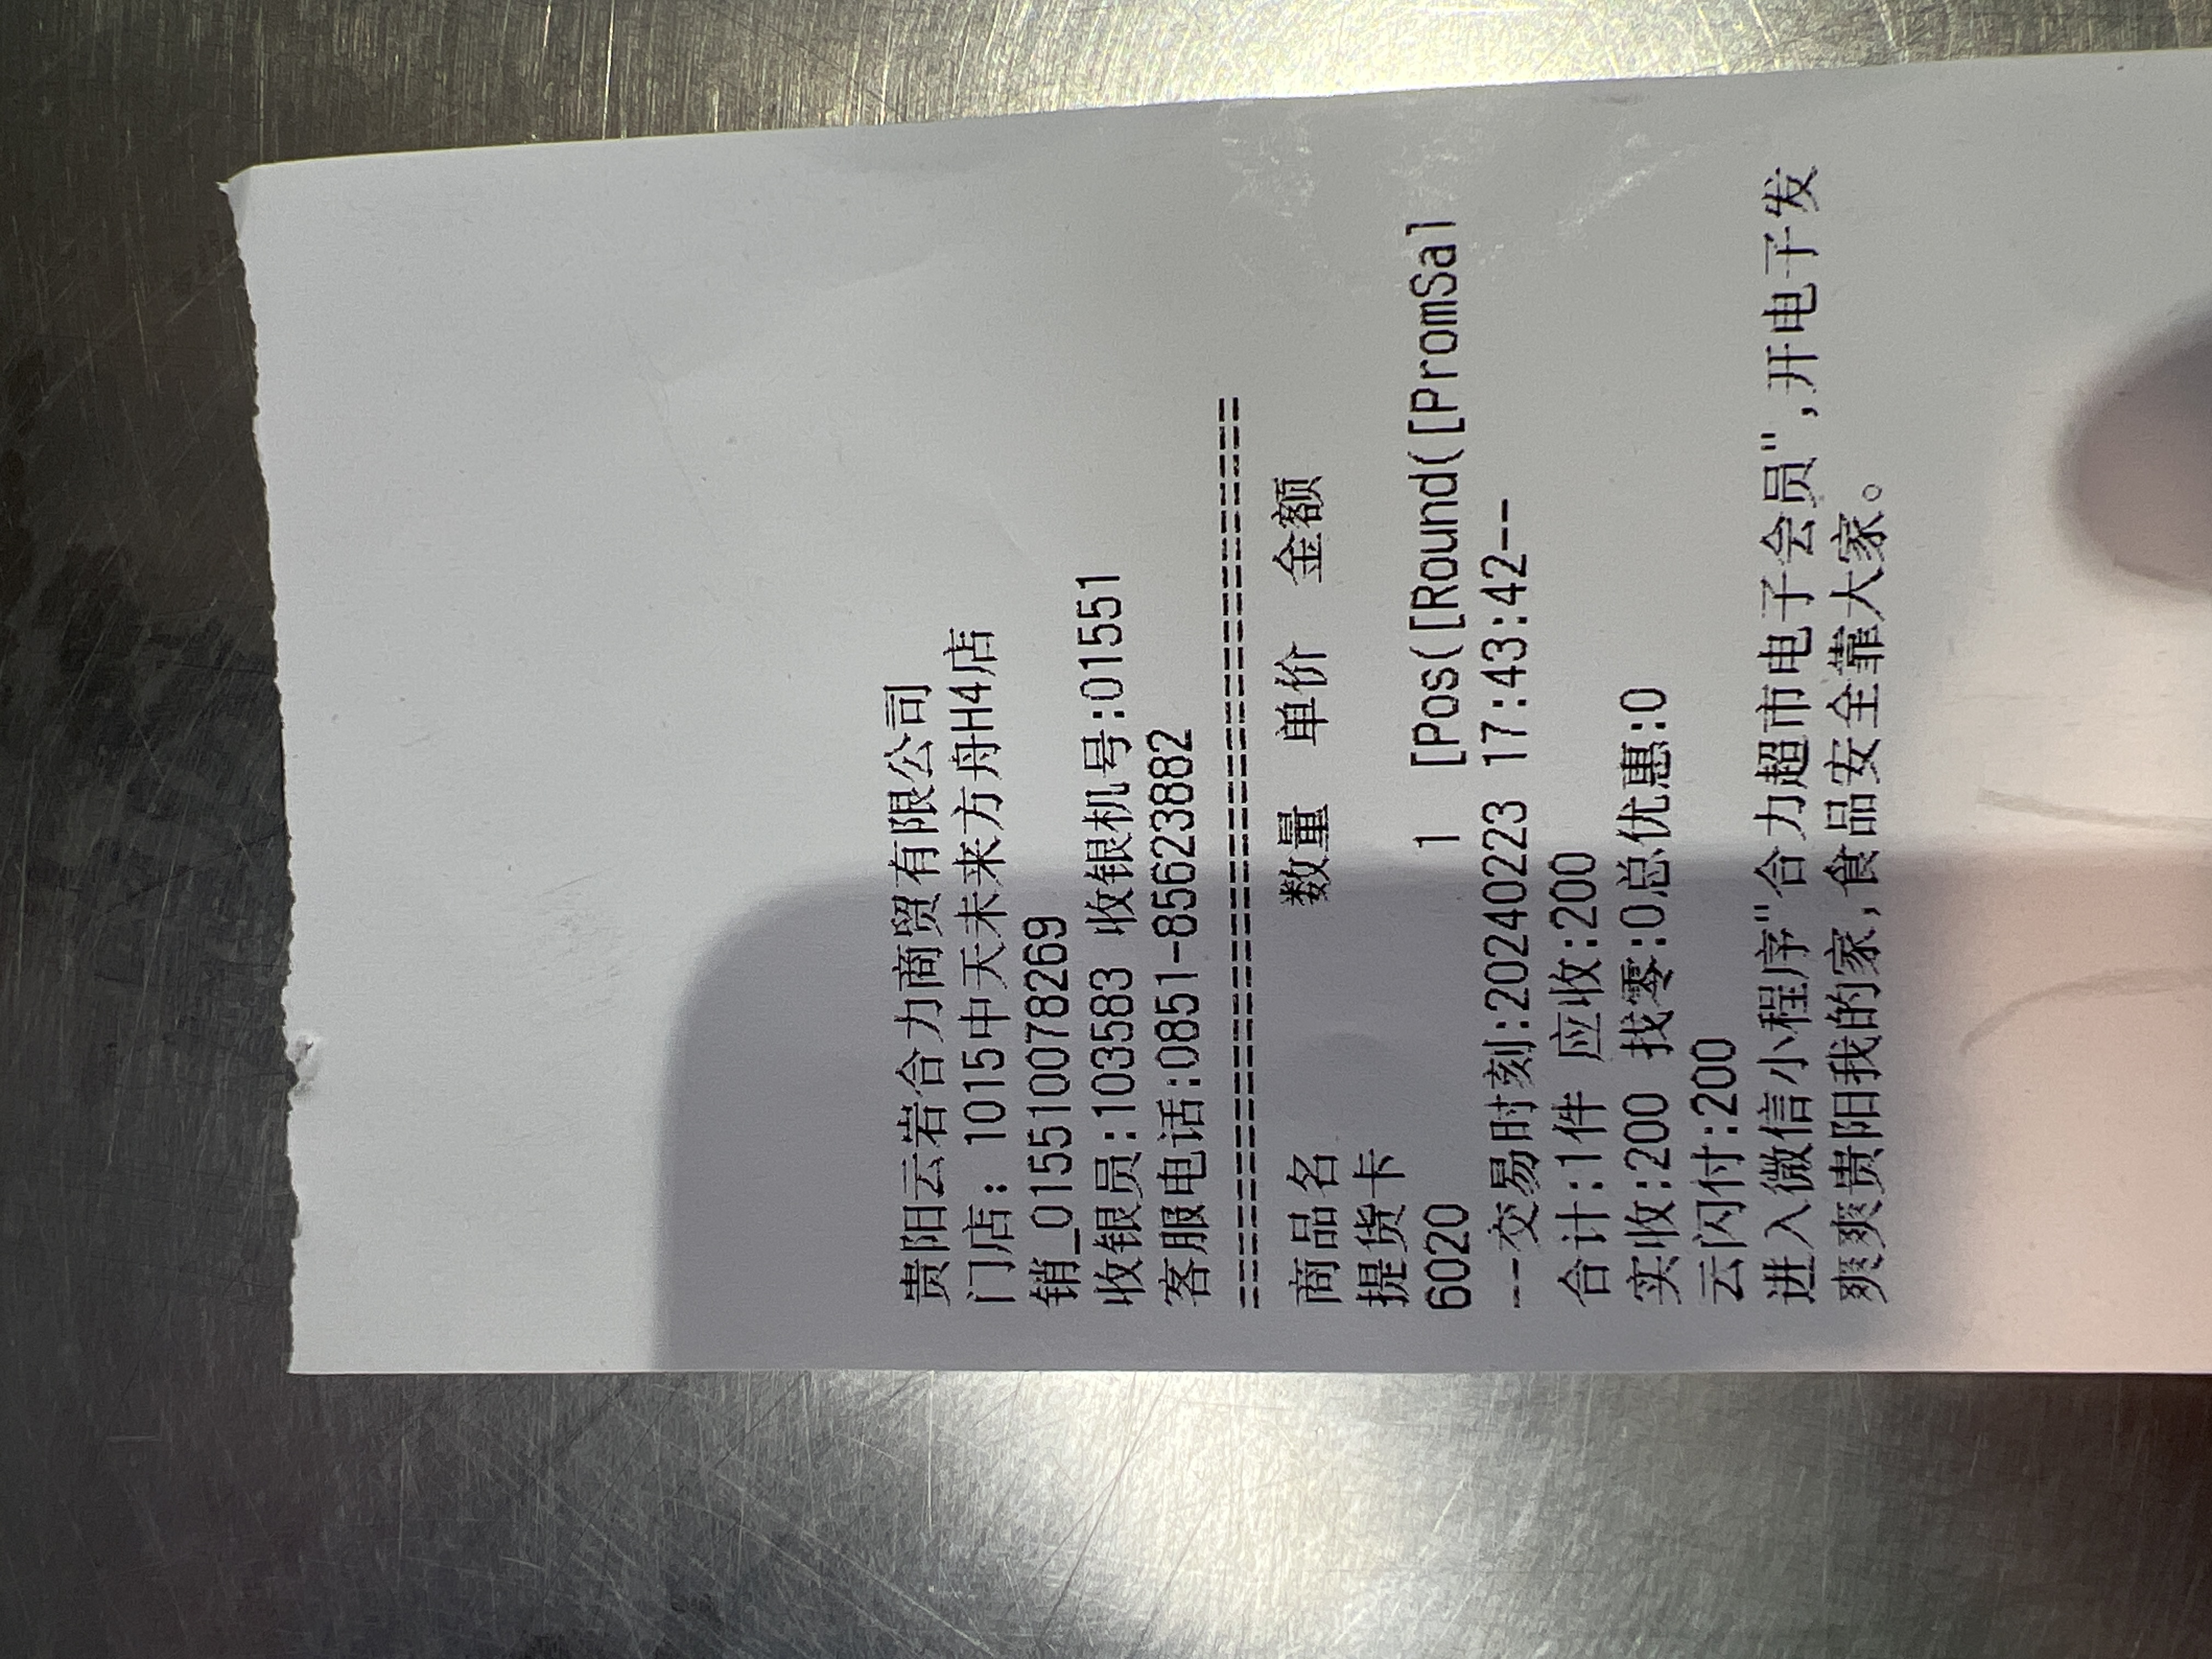 贵阳云岩合力商贸有限公司
门店: 1015中天未来方舟H4店
销_015510078269
收银员:103583 收银机号:01551
客服电话:0851-85623882
==========================================
商品名 数量 单价 金额
提货卡
6020 1 [Pos([Round([PromSal
--交易时刻:20240223 17:43:42--
合计:1件 应收:200
实收:200 找零:0总优惠:0
云闪付:200
进入微信小程序"合力超市电子会员",开电子发
爽爽贵阳我的家,食品安全靠大家。